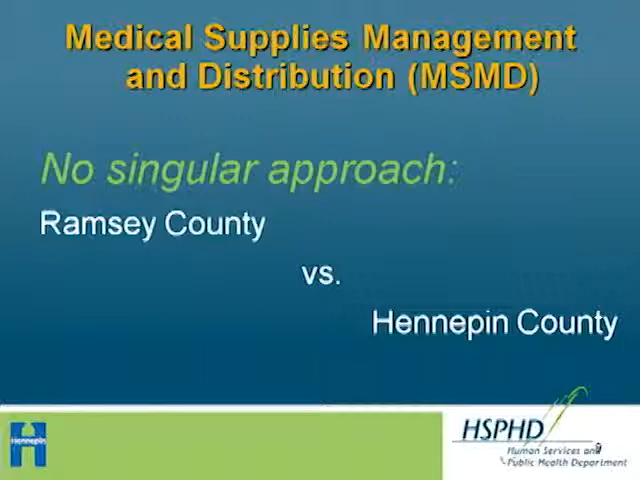 Medical Supplies Management
and Distribution (MSMD)
No singular approach:
Ramsey County
vs.
Hennepin County
Hennepin
HSPHD
Human Services and
Public Health Department